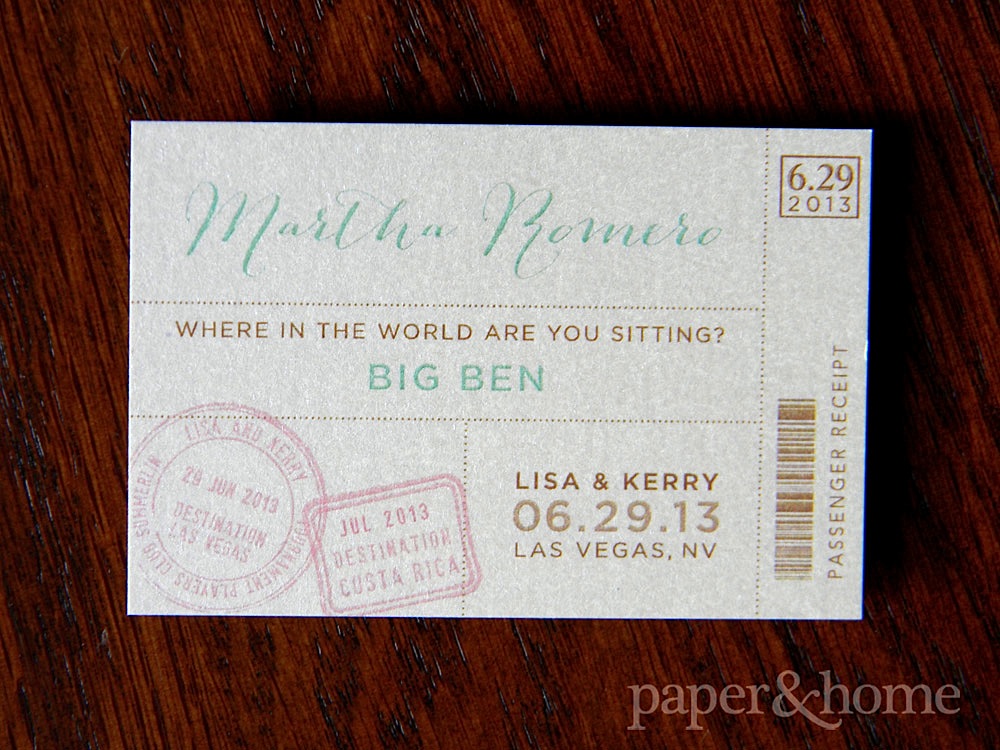 Martha Romero
6.29
2013
WHERE IN THE WORLD ARE YOU SITTING?
BIG BEN
LISA AND KERRY
29 JUN 2013
DESTINATION
LAS VEGAS
TOURNAMENT PLAYERS CLUB SUMMERLIN
JUL 2013
DESTINATION
COSTA RICA
LISA & KERRY
06.29.13
LAS VEGAS, NV
PASSENGER RECEIPT
paper&home